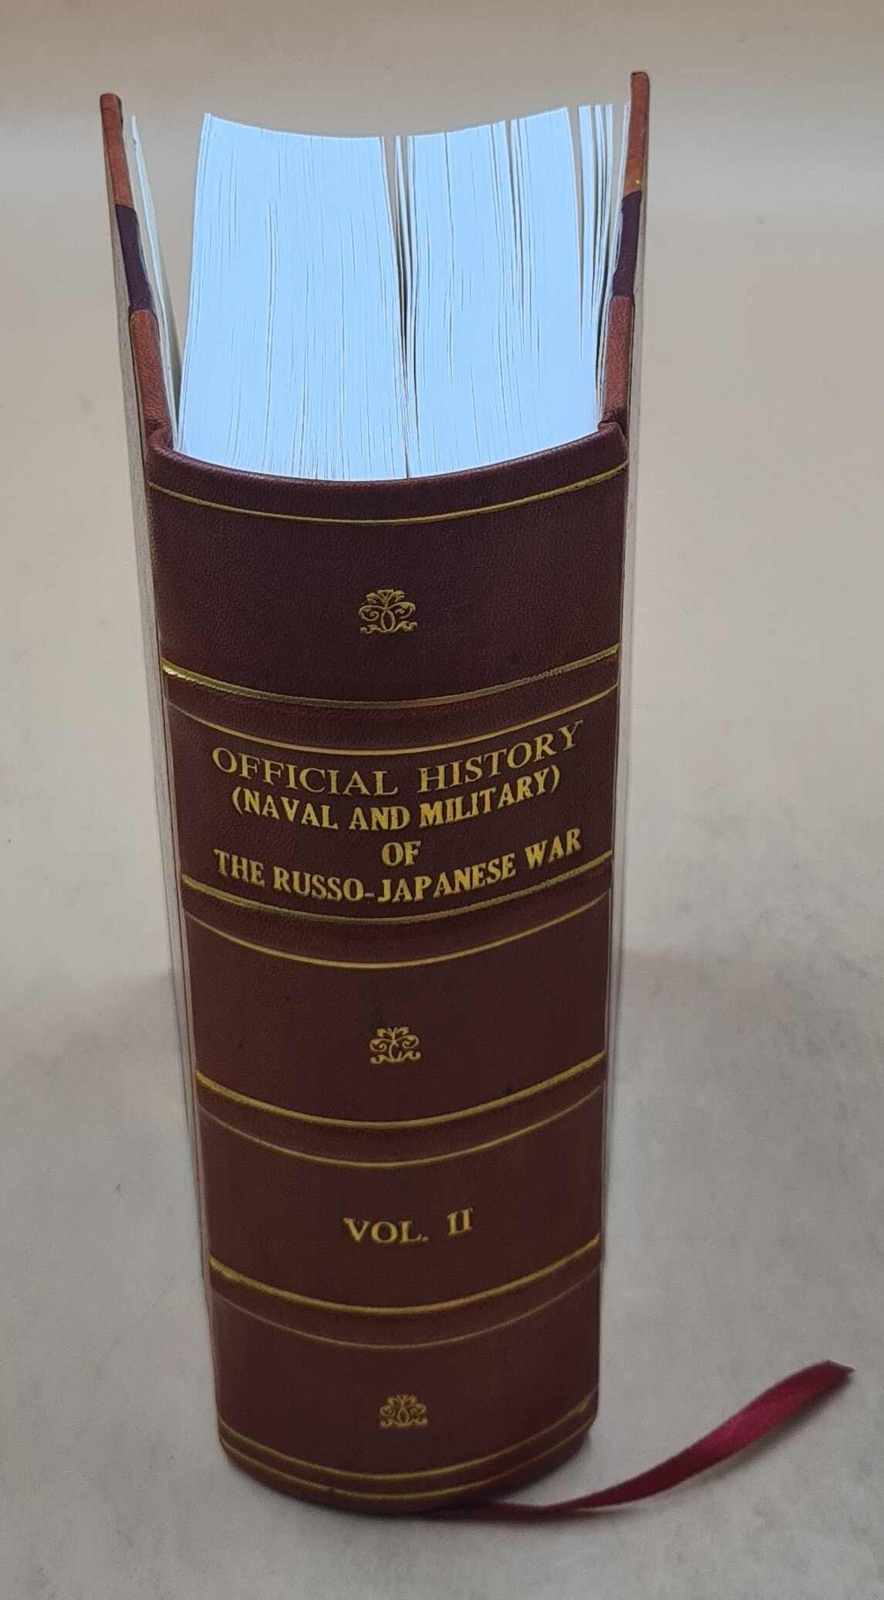 OFFICIAL HISTORY
(NAVAL AND MILITARY)
OF
THE RUSSO-JAPANESE WAR
VOL. II